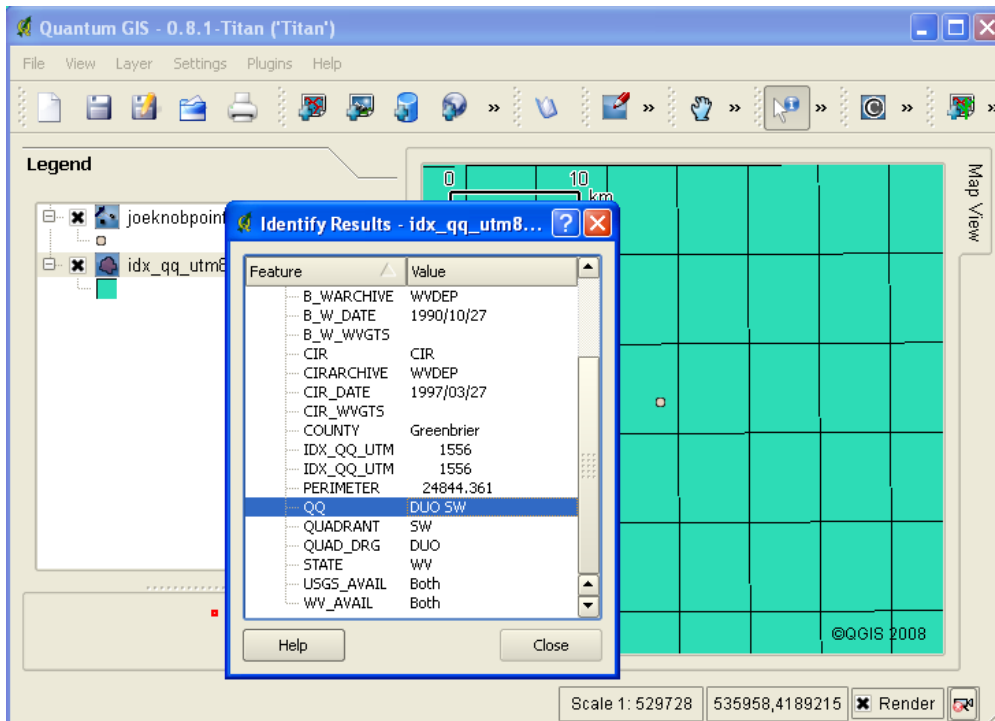 Quantum GIS - 0.8.1-Titan ('Titan')
File View Layer Settings Plugins Help
» » » » » »
Legend
joeknobpoint
idx_qq_utm8
0 10
km
Map View
Identify Results - idx_qq_utm8...
Feature Value
B_WARCHIVE WVDEP
B_W_DATE 1990/10/27
B_W_WVGTS
CIR CIR
CIRARCHIVE WVDEP
CIR_DATE 1997/03/27
CIR_WVGTS
COUNTY Greenbrier
IDX_QQ_UTM 1556
IDX_QQ_UTM 1556
PERIMETER 24844.361
QQ DUO SW
QUADRANT SW
QUAD_DRG DUO
STATE WV
USGS_AVAIL Both
WV_AVAIL Both
Help Close
©QGIS 2008
Scale 1: 529728 535958,4189215 Render